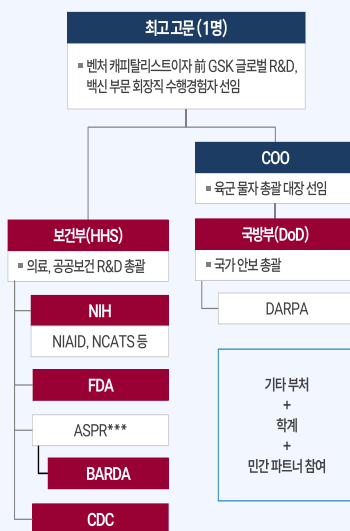 최고 고문 (1명)
▪ 벤처 캐피탈리스트이자 前 GSK 글로벌 R&D,
백신 부문 회장직 수행경험자 선임
COO
▪ 육군 물자 총괄 대장 선임
보건부(HHS)
▪ 의료, 공공보건 R&D 총괄
국방부(DoD)
▪ 국가 안보 총괄
NIH
NIAID, NCATS 등
DARPA
FDA
ASPR***
BARDA
CDC
기타 부처
+
학계
+
민간 파트너 참여